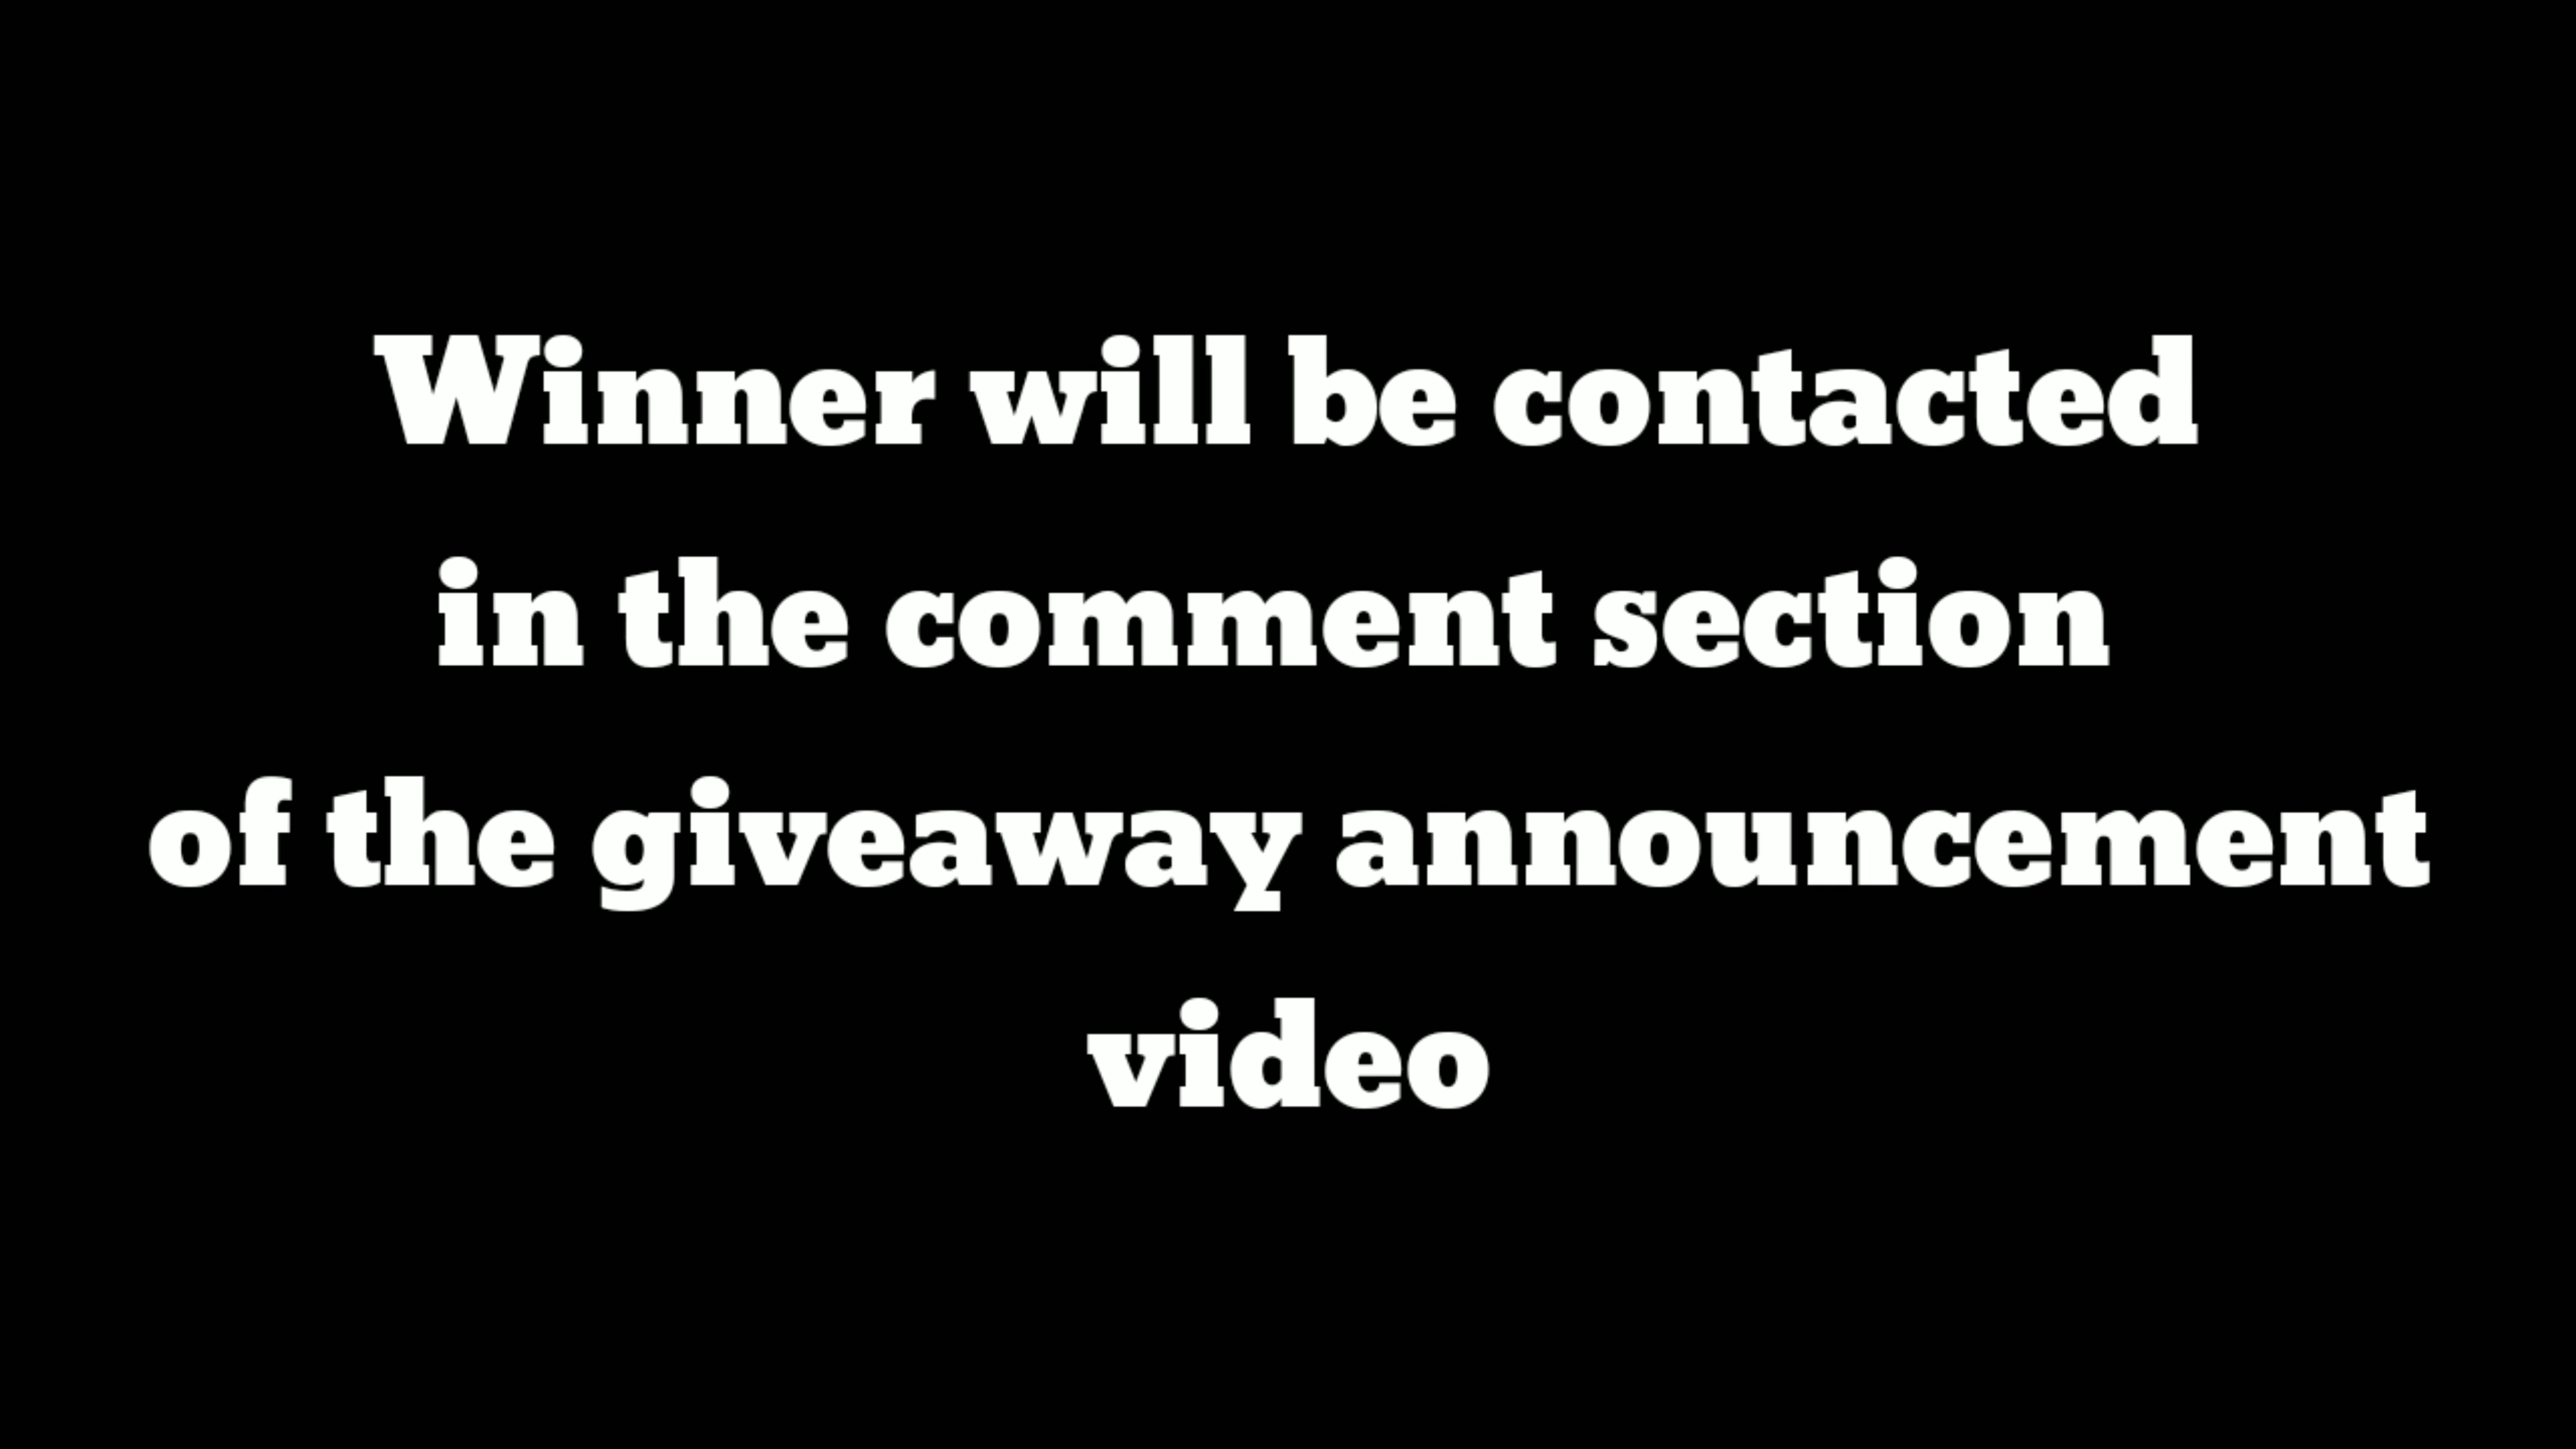 Winner will be contacted
in the comment section
of the giveaway announcement
video